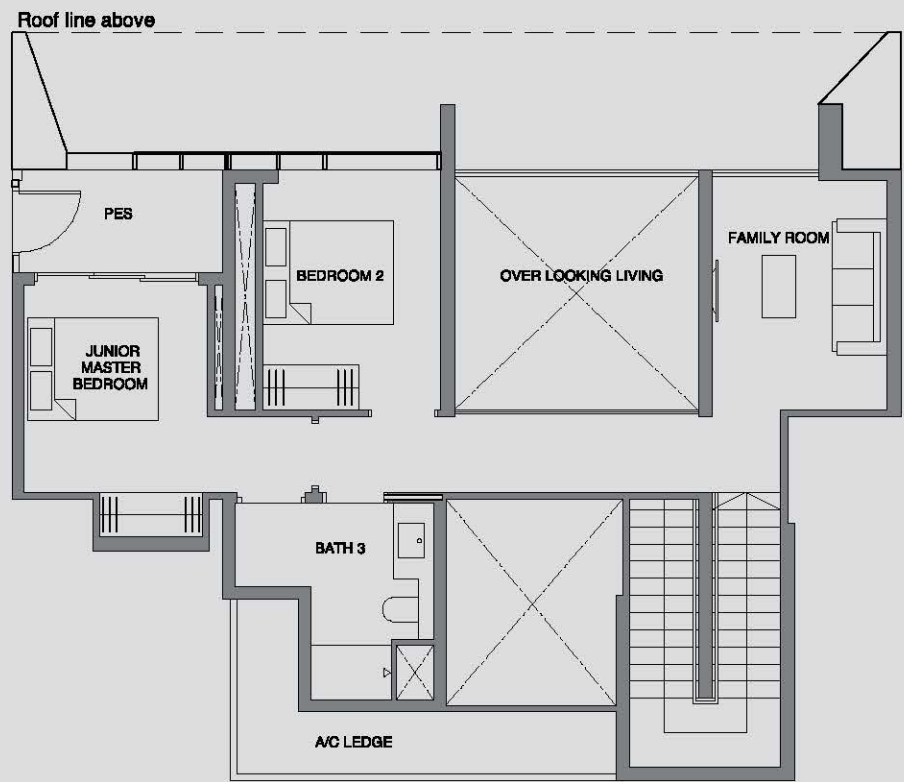 Roof line above
PES
BEDROOM 2
OVER LOOKING LIVING
FAMILY ROOM
JUNIOR
MASTER
BEDROOM
BATH 3
A/C LEDGE